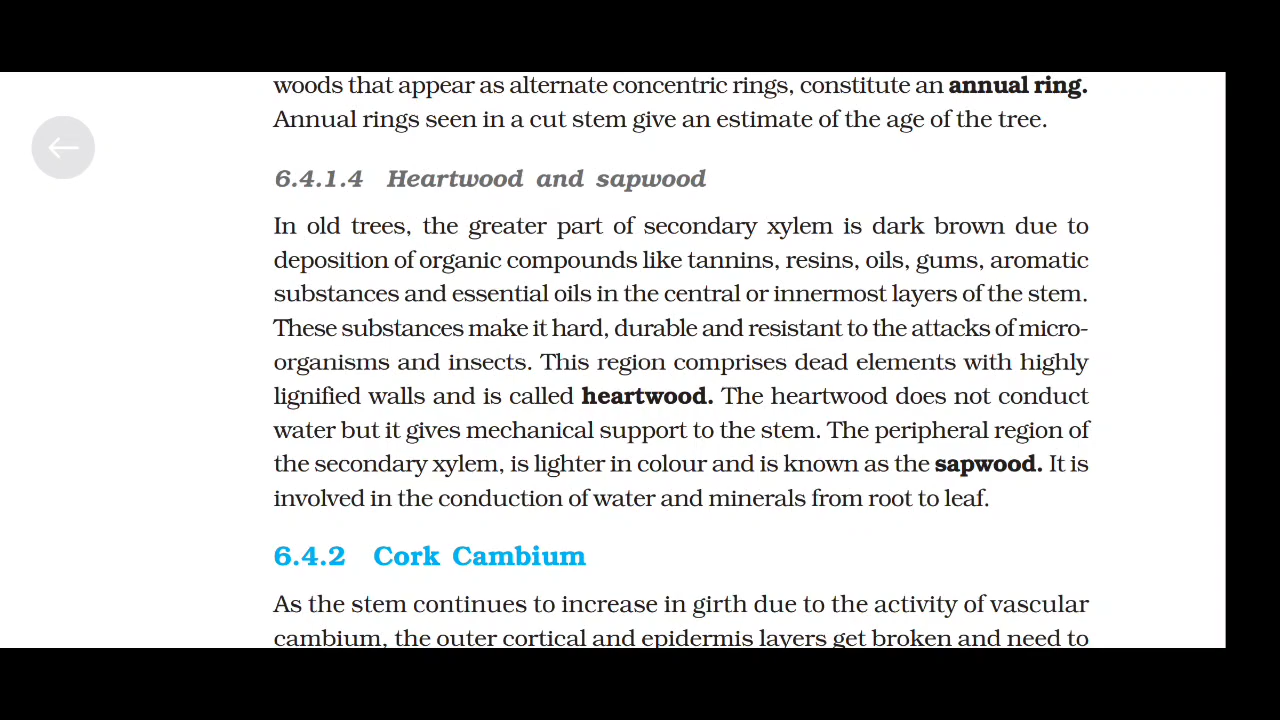 woods that appear as alternate concentric rings, constitute an annual ring.
Annual rings seen in a cut stem give an estimate of the age of the tree.
6.4.1.4 Heartwood and sapwood
In old trees, the greater part of secondary xylem is dark brown due to
deposition of organic compounds like tannins, resins, oils, gums, aromatic
substances and essential oils in the central or innermost layers of the stem.
These substances make it hard, durable and resistant to the attacks of micro-
organisms and insects. This region comprises dead elements with highly
lignified walls and is called heartwood. The heartwood does not conduct
water but it gives mechanical support to the stem. The peripheral region of
the secondary xylem, is lighter in colour and is known as the sapwood. It is
involved in the conduction of water and minerals from root to leaf.
6.4.2 Cork Cambium
As the stem continues to increase in girth due to the activity of vascular
cambium, the outer cortical and epidermis layers get broken and need to